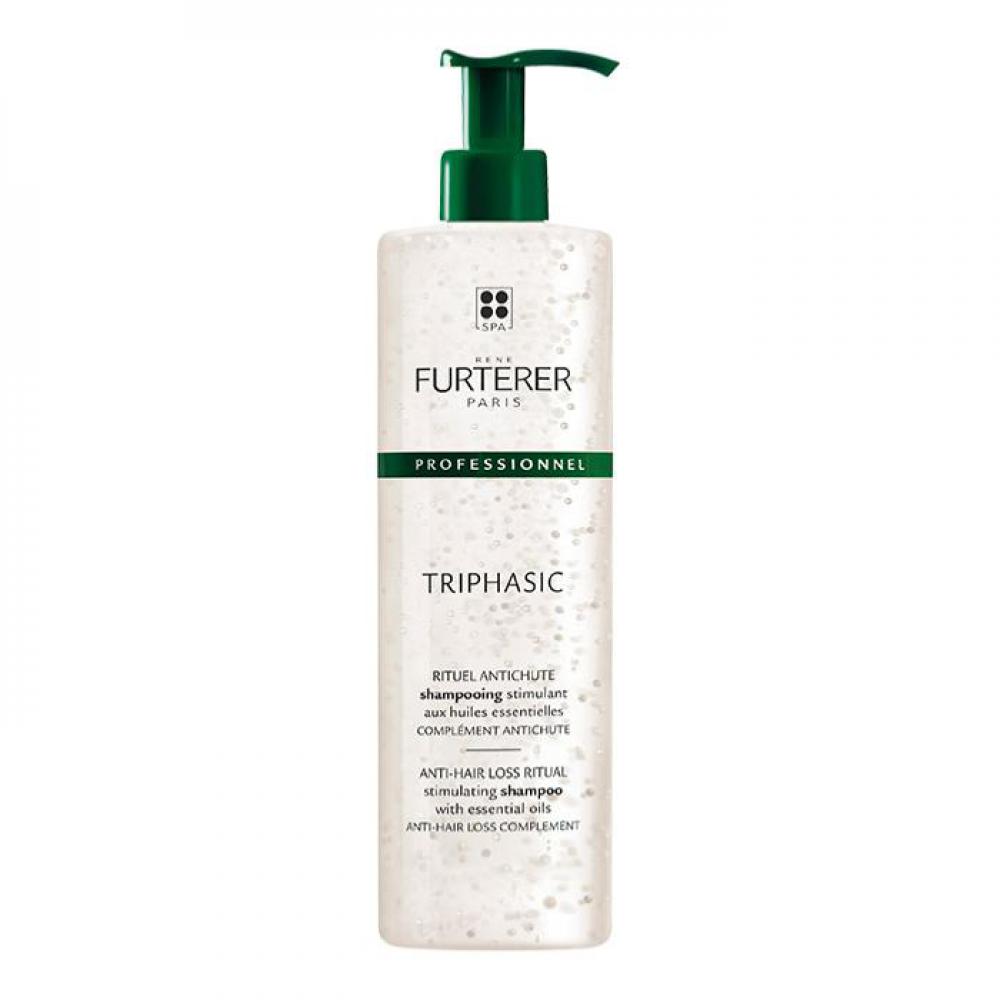 SPA
RENE
FURTERER
PARIS
PROFESSIONNEL
TRIPHASIC
RITUEL ANTICHUTE
shampooing stimulant
aux huiles essentielles
COMPLÉMENT ANTICHUTE
ANTI-HAIR LOSS RITUAL
stimulating shampoo
with essential oils
ANTI-HAIR LOSS COMPLEMENT